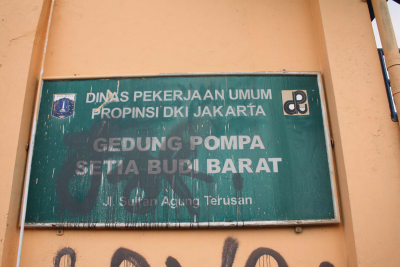 DINAS PEKERJAAN UMUM
PROPINSI DKI JAKARTA
GEDUNG POMPA
SETIA BUDI BARAT
Jl. Sultan Agung Terusan